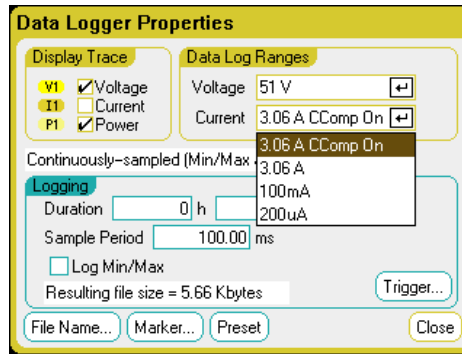 Data Logger Properties
Display Trace
V1 Voltage
I1 Current
P1 Power
Data Log Ranges
Voltage 51 V
Current 3.06 A CComp On
3.06 A CComp On
3.06 A
100mA
200uA
Continuously-sampled (Min/Max
Logging
Duration 0 h
Sample Period 100.00 ms
Log Min/Max
Resulting file size = 5.66 Kbytes
Trigger...
File Name... Marker... Preset Close